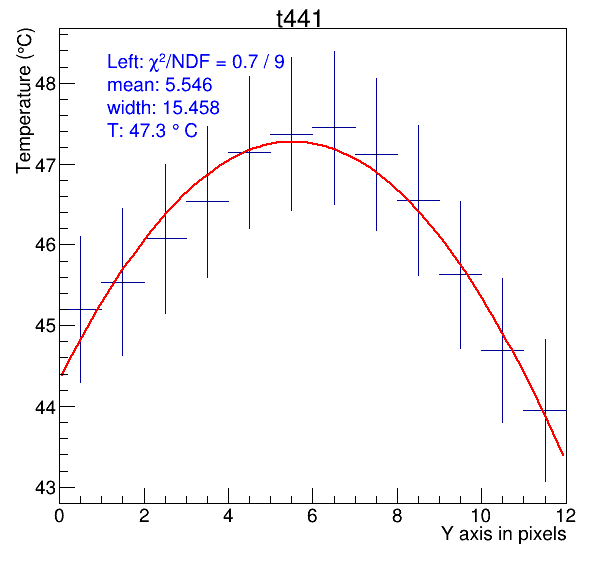 t441
Temperature (°C)
Left: χ²/NDF = 0.7 / 9
mean: 5.546
width: 15.458
T: 47.3 ° C
48
47
46
45
44
43
0 2 4 6 8 10 12
Y axis in pixels